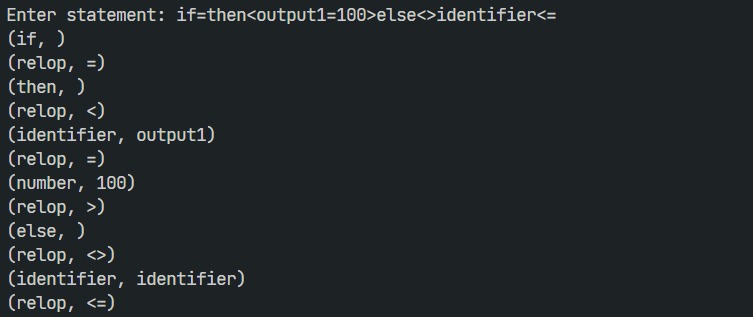 Enter statement: if=then<output1=100>else<>identifier<=
(if, )
(relop, =)
(then, )
(relop, <)
(identifier, output1)
(relop, =)
(number, 100)
(relop, >)
(else, )
(relop, <>)
(identifier, identifier)
(relop, <=)